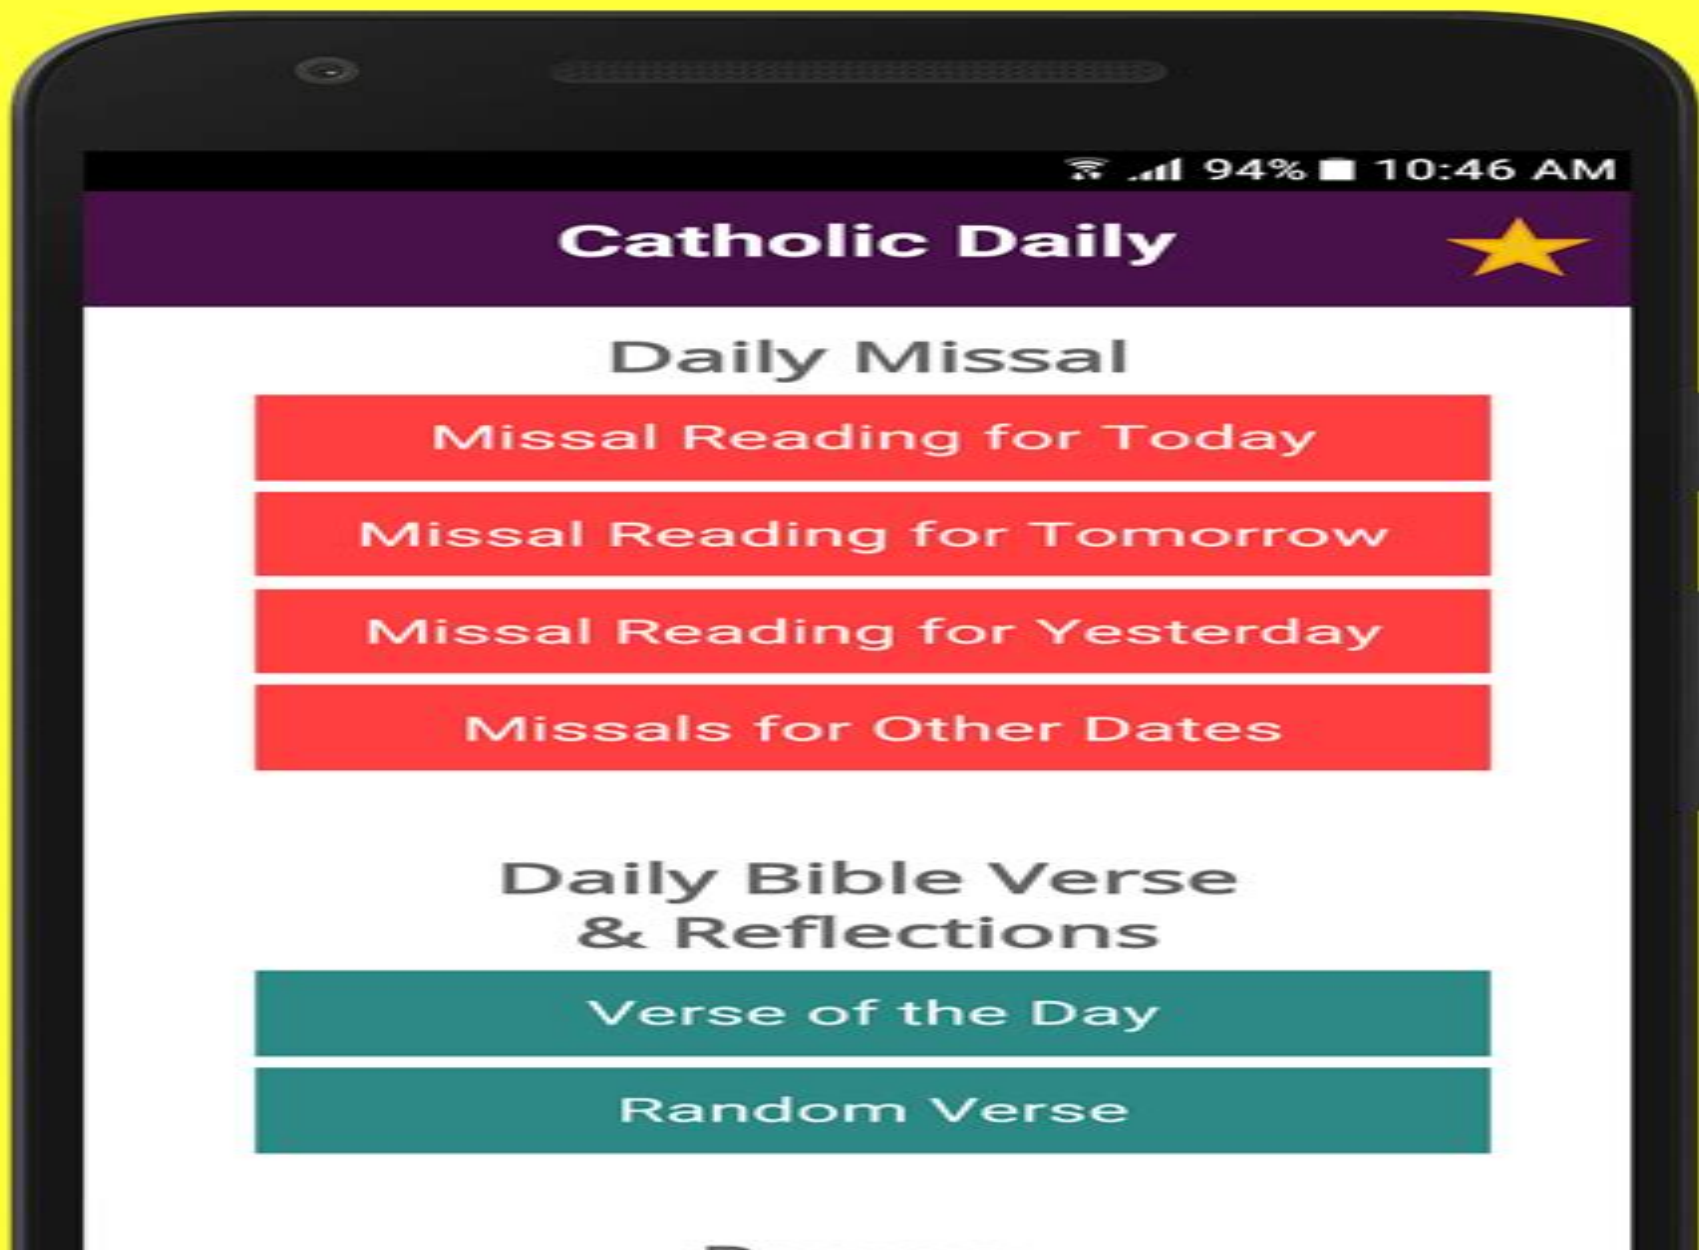 94% 10:46 AM
Catholic Daily
Daily Missal
Missal Reading for Today
Missal Reading for Tomorrow
Missal Reading for Yesterday
Missals for Other Dates
Daily Bible Verse
& Reflections
Verse of the Day
Random Verse